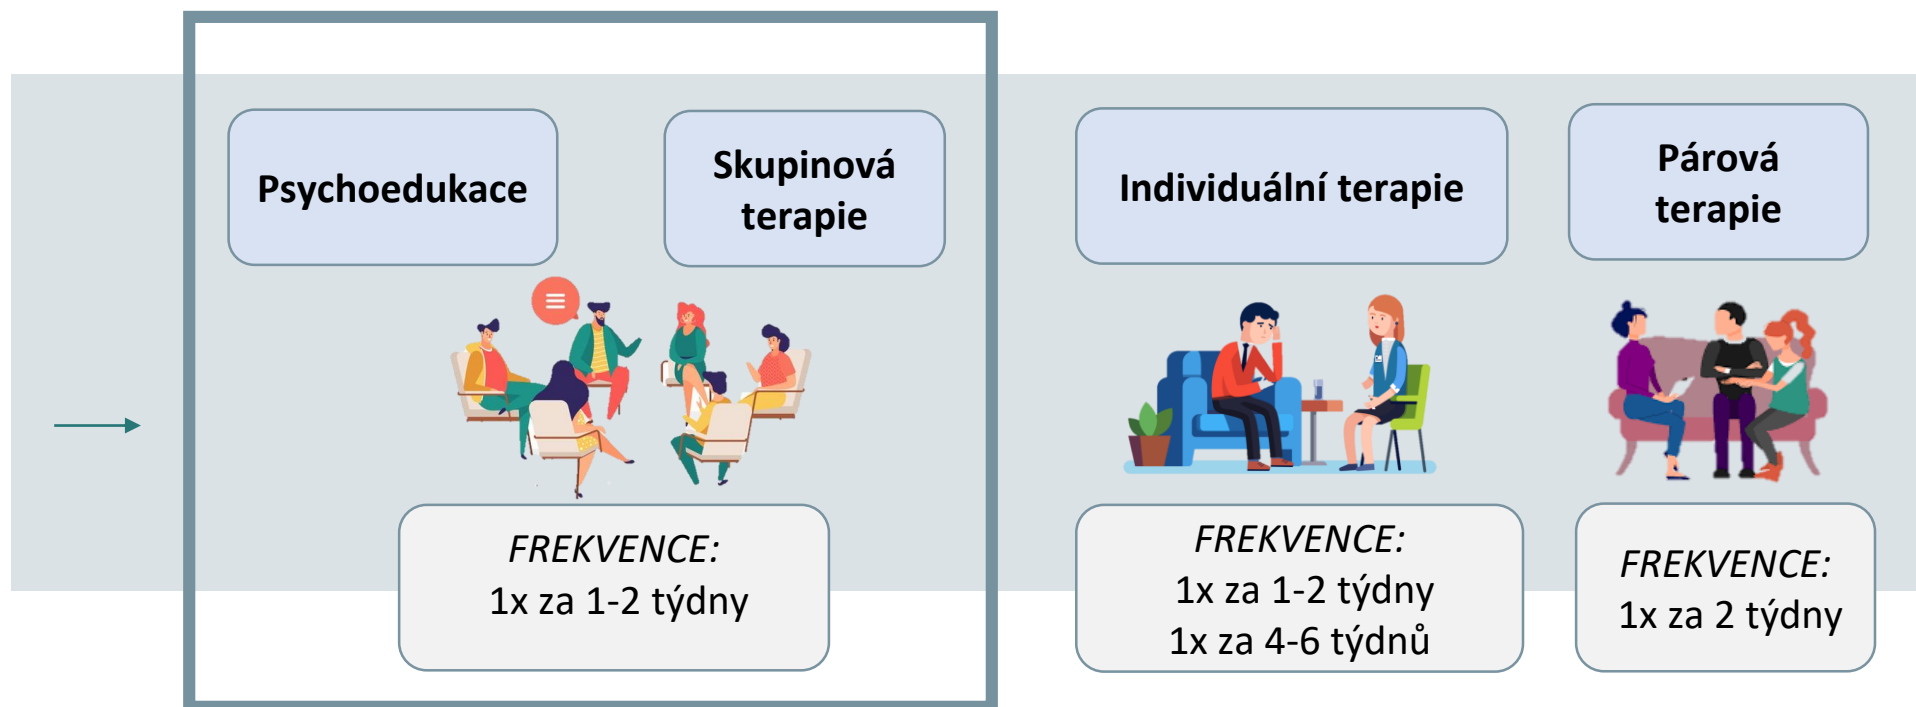 Psychoedukace
Skupinová
terapie
Individuální terapie
Párová
terapie
FREKVENCE:
1x za 1-2 týdny
FREKVENCE:
1x za 1-2 týdny
1x za 4-6 týdnů
FREKVENCE:
1x za 2 týdny